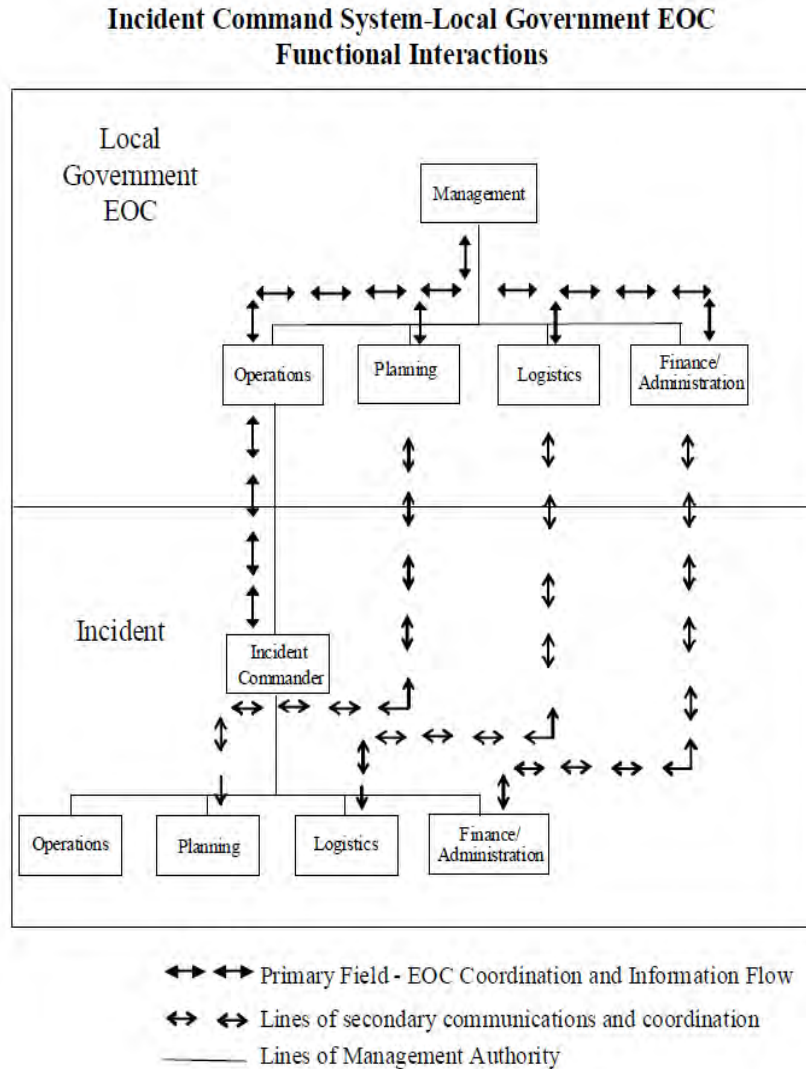 Incident Command System-Local Government EOC
Functional Interactions
Local
Government
EOC
Management
Operations
Planning
Logistics
Finance/
Administration
Incident
Incident
Commander
Operations
Planning
Logistics
Finance/
Administration
Primary Field - EOC Coordination and Information Flow
Lines of secondary communications and coordination
Lines of Management Authority